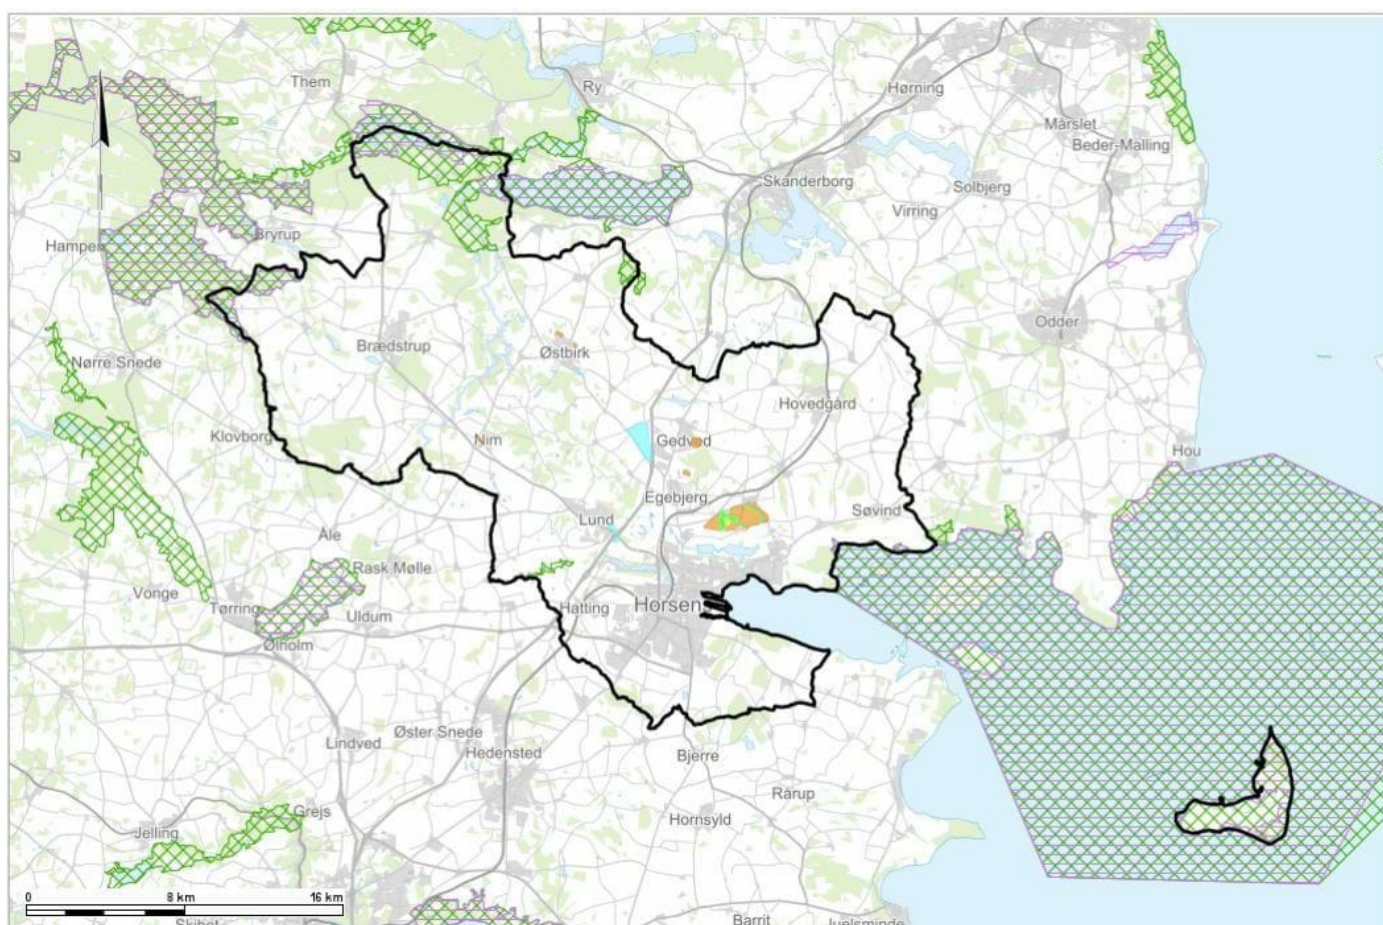 Them
Ry
Hørning
Mårslet
Beder-Malling
Skanderborg
Solbjerg
Virring
Bryrup
Hampen
Odder
Nørre Snede
Brædstrup
Østbirk
Hovedgård
Klovborg
Nim
Gedved
Hou
Egebjerg
Lund
Søvind
Åle
Rask Mølle
Vonge
Tørring
Uldum
Hatting
Horsens
Ølholm
Lindved
Øster Snede
Hedensted
Bjerre
Rårup
Hornsyld
Grejs
Jelling
0 8 km 16 km
Barrit
Juelsminde